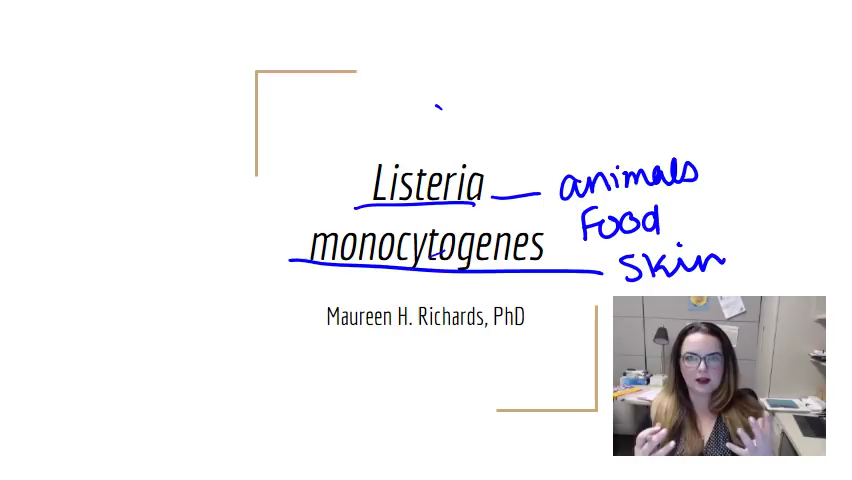 Listeria — animals
Food
monocytogenes
skin
Maureen H. Richards, PhD